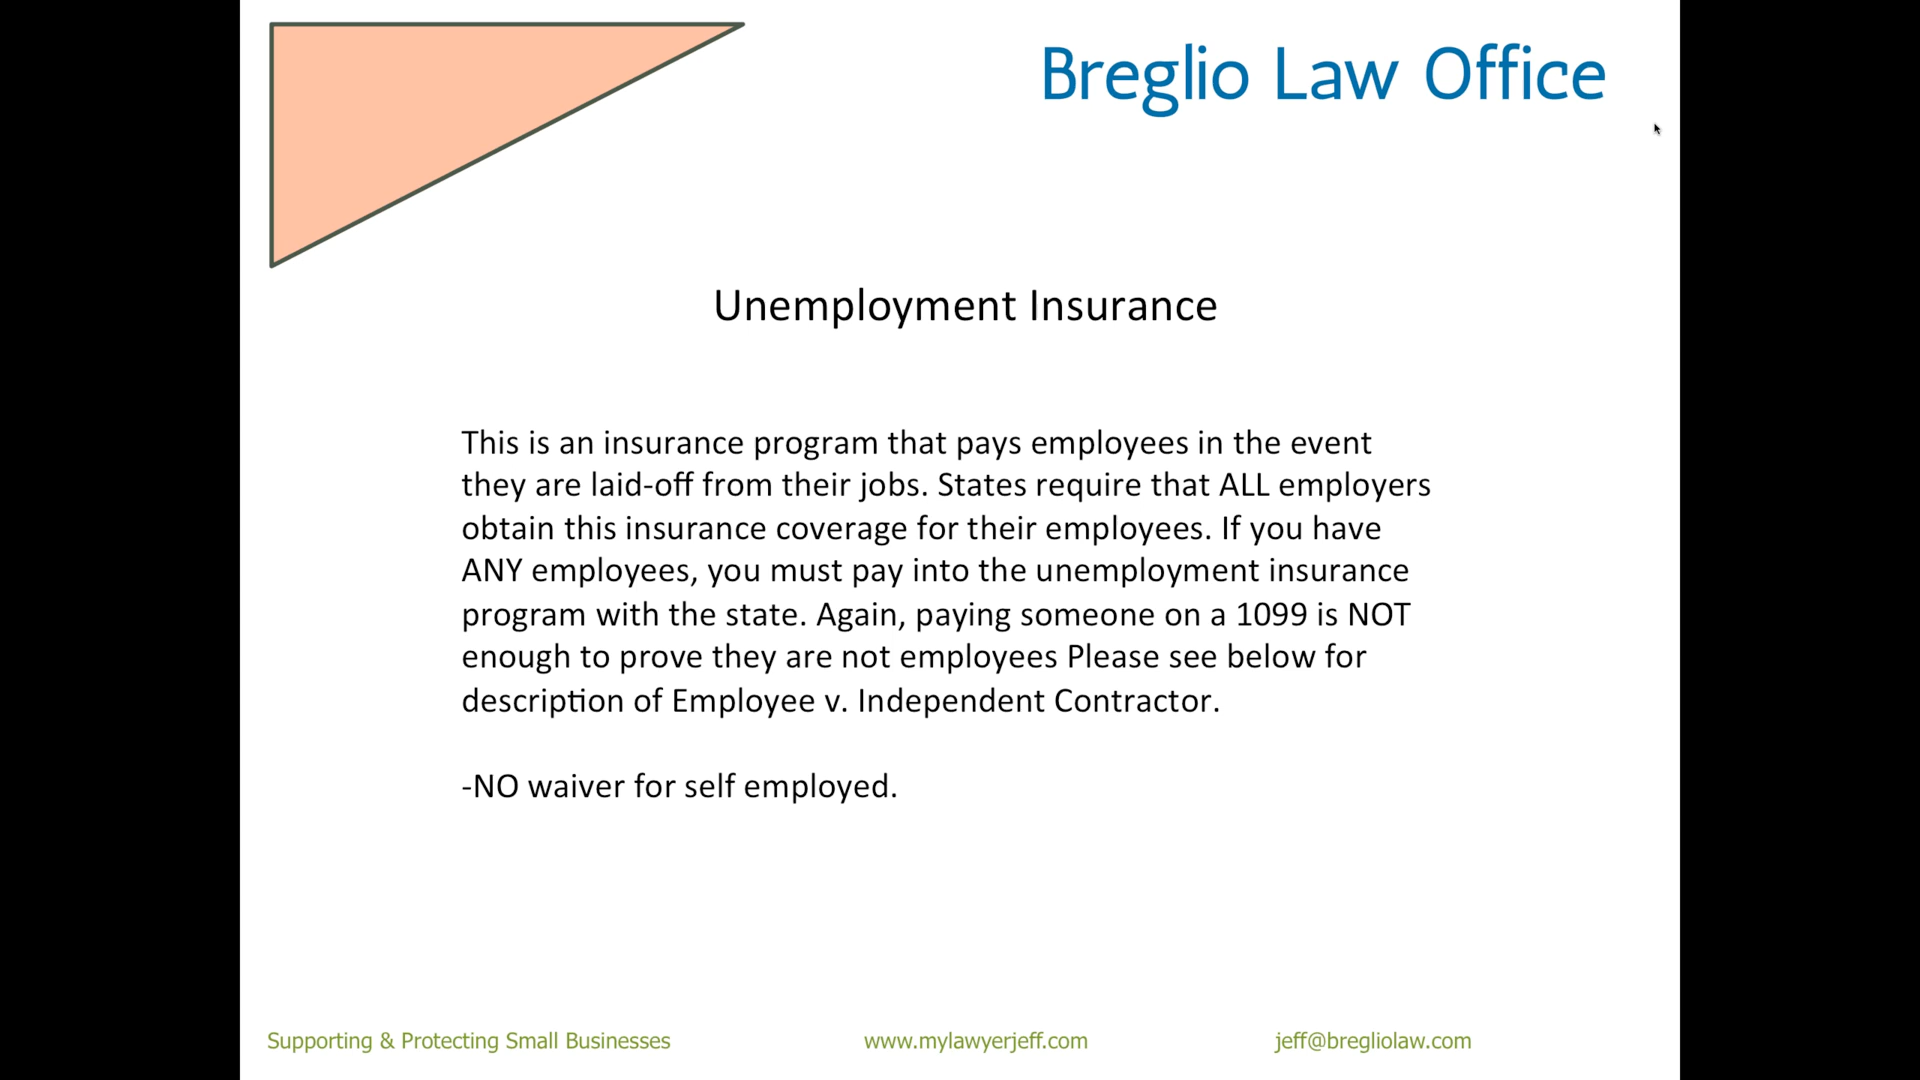 Breglio Law Office
Unemployment Insurance
This is an insurance program that pays employees in the event
they are laid-off from their jobs. States require that ALL employers
obtain this insurance coverage for their employees. If you have
ANY employees, you must pay into the unemployment insurance
program with the state. Again, paying someone on a 1099 is NOT
enough to prove they are not employees Please see below for
description of Employee v. Independent Contractor.
-NO waiver for self employed.
Supporting & Protecting Small Businesses
www.mylawyerjeff.com
jeff@bregliolaw.com